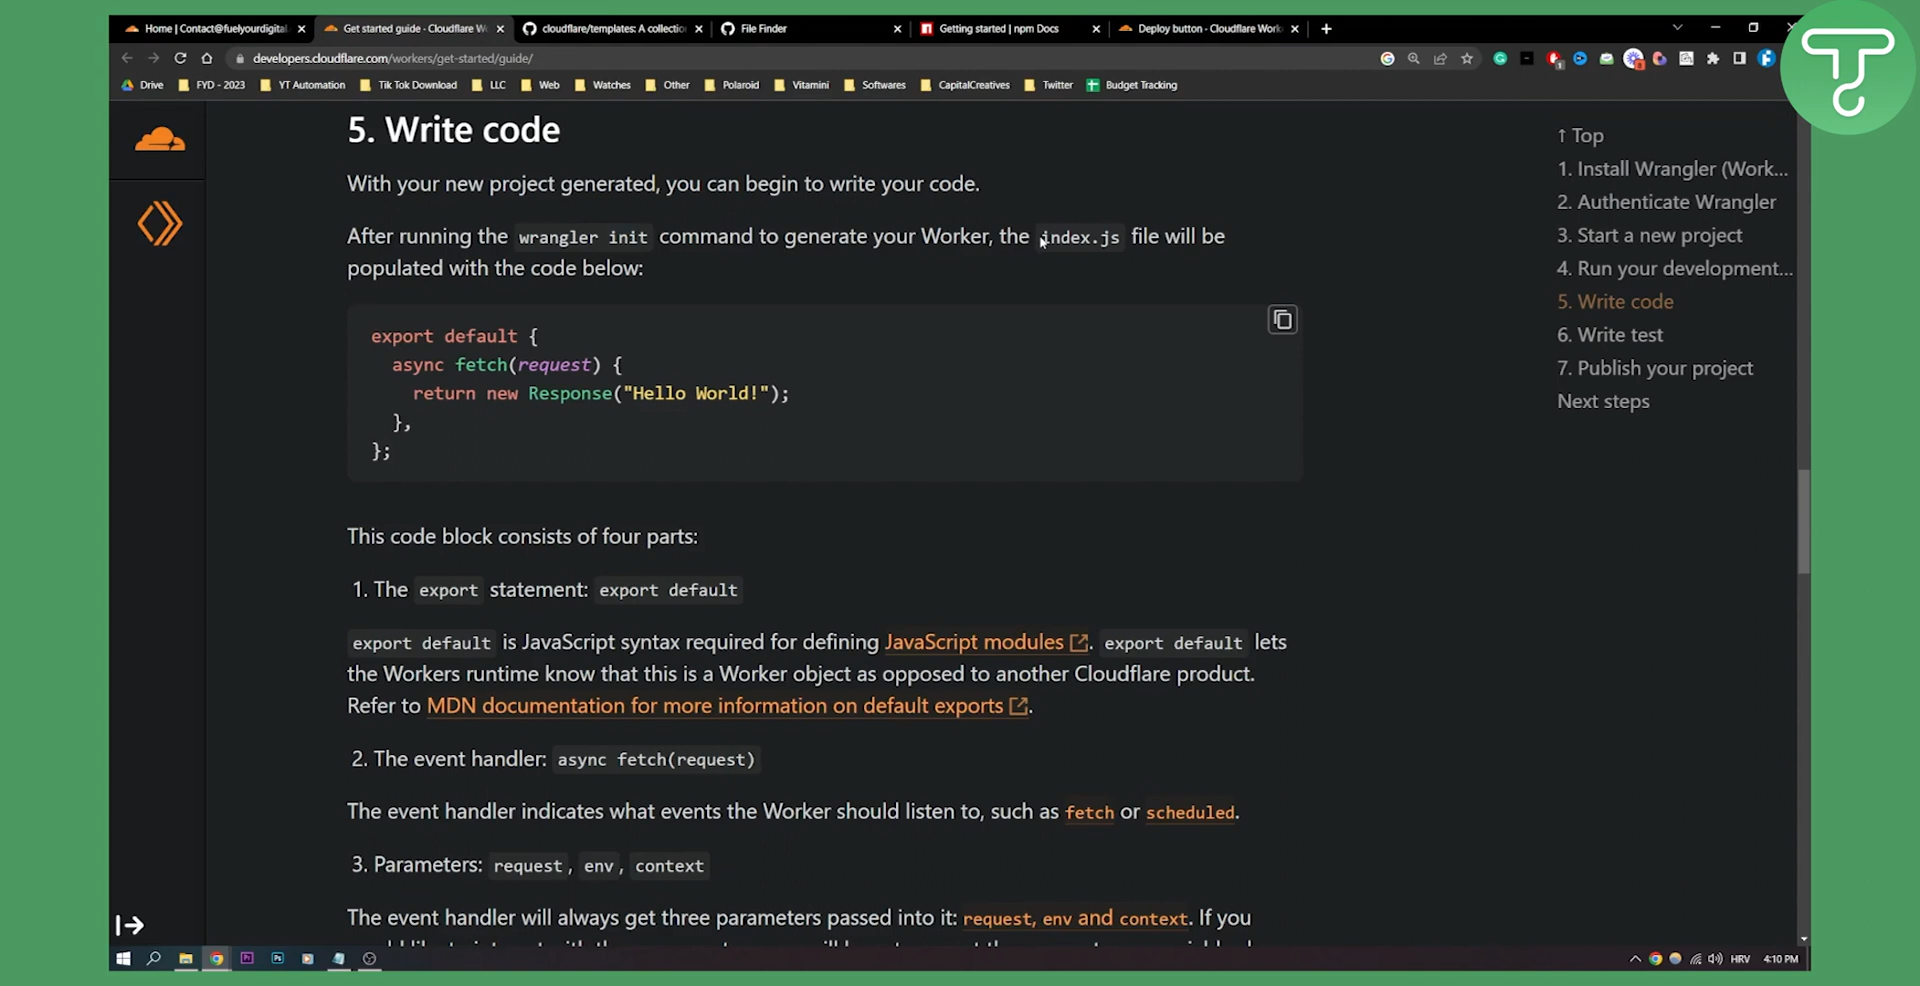 Home | Contact@fuelyourdigital
Get started guide - Cloudflare W
cloudflare/templates: A collectio
File Finder
Getting started | npm Docs
Deploy button - Cloudflare Work
developers.cloudflare.com/workers/get-started/guide/
Drive
FYD - 2023
YT Automation
Tik Tok Download
LLC
Web
Watches
Other
Polaroid
Vitamini
Softwares
CapitalCreatives
Twitter
Budget Tracking
5. Write code
With your new project generated, you can begin to write your code.
After running the wrangler init command to generate your Worker, the index.js file will be
populated with the code below:
export default {
async fetch(request) {
return new Response("Hello World!");
},
};
This code block consists of four parts:
1. The export statement: export default
export default is JavaScript syntax required for defining JavaScript modules. export default lets
the Workers runtime know that this is a Worker object as opposed to another Cloudflare product.
Refer to MDN documentation for more information on default exports.
2. The event handler: async fetch(request)
The event handler indicates what events the Worker should listen to, such as fetch or scheduled.
3. Parameters: request, env, context
The event handler will always get three parameters passed into it: request, env and context. If you
↑ Top
1. Install Wrangler (Work...
2. Authenticate Wrangler
3. Start a new project
4. Run your development...
5. Write code
6. Write test
7. Publish your project
Next steps
HRV
4:10 PM